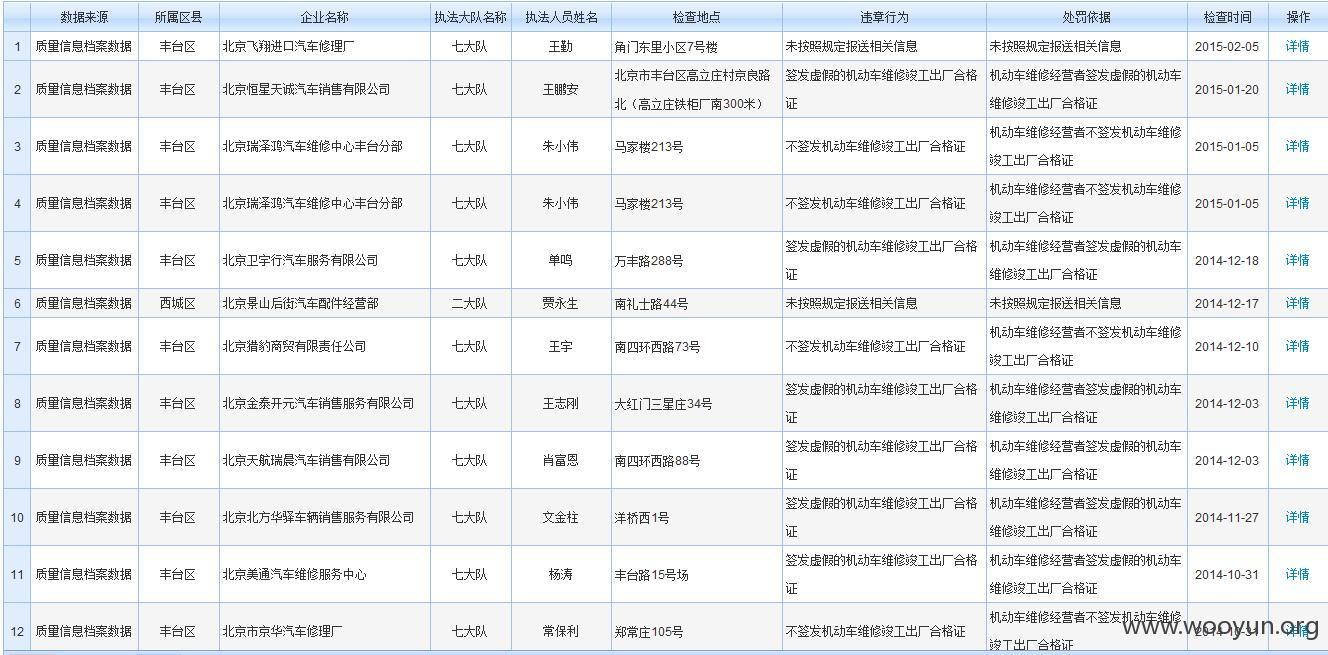 数据来源 所属区县 企业名称 执法大队名称 执法人员姓名 检查地点 违章行为 处罚依据 检查时间 操作
1 质量信息档案数据 丰台区 北京飞翔进口汽车修理厂 七大队 王勤 角门东里小区7号楼 未按照规定报送相关信息 未按照规定报送相关信息 2015-02-05 详情
北京市丰台区高立庄村京良路 签发虚假的机动车维修竣工出厂合格 机动车维修经营者签发虚假的机动车
2 质量信息档案数据 丰台区 北京恒星天诚汽车销售有限公司 七大队 王鹏安 2015-01-20 详情
北（高立庄铁柜厂南300米） 证 维修竣工出厂合格证
机动车维修经营者不签发机动车维修
3 质量信息档案数据 丰台区 北京瑞泽鸿汽车维修中心丰台分部 七大队 朱小伟 马家楼213号 不签发机动车维修竣工出厂合格证 2015-01-05 详情
竣工出厂合格证
机动车维修经营者不签发机动车维修
4 质量信息档案数据 丰台区 北京瑞泽鸿汽车维修中心丰台分部 七大队 朱小伟 马家楼213号 不签发机动车维修竣工出厂合格证 2015-01-05 详情
竣工出厂合格证
签发虚假的机动车维修竣工出厂合格 机动车维修经营者签发虚假的机动车
5 质量信息档案数据 丰台区 北京卫宇行汽车服务有限公司 七大队 单鸣 万丰路288号 2014-12-18 详情
证 维修竣工出厂合格证
6 质量信息档案数据 西城区 北京景山后街汽车配件经营部 二大队 贾永生 南礼士路44号 未按照规定报送相关信息 未按照规定报送相关信息 2014-12-17 详情
机动车维修经营者不签发机动车维修
7 质量信息档案数据 丰台区 北京猎豹商贸有限责任公司 七大队 王宇 南四环西路73号 不签发机动车维修竣工出厂合格证 2014-12-10 详情
竣工出厂合格证
签发虚假的机动车维修竣工出厂合格 机动车维修经营者签发虚假的机动车
8 质量信息档案数据 丰台区 北京金泰开元汽车销售服务有限公司 七大队 王志刚 大红门三星庄34号 2014-12-03 详情
证 维修竣工出厂合格证
签发虚假的机动车维修竣工出厂合格 机动车维修经营者签发虚假的机动车
9 质量信息档案数据 丰台区 北京天航瑞晨汽车销售有限公司 七大队 肖富恩 南四环西路88号 2014-12-03 详情
证 维修竣工出厂合格证
签发虚假的机动车维修竣工出厂合格 机动车维修经营者签发虚假的机动车
10 质量信息档案数据 丰台区 北京北方华驿车辆销售服务有限公司 七大队 文金柱 洋桥西1号 2014-11-27 详情
证 维修竣工出厂合格证
签发虚假的机动车维修竣工出厂合格 机动车维修经营者签发虚假的机动车
11 质量信息档案数据 丰台区 北京美通汽车维修服务中心 七大队 杨涛 丰台路15号场 2014-10-31 详情
证 维修竣工出厂合格证
机动车维修经营者不签发机动车维修
12 质量信息档案数据 丰台区 北京市京华汽车修理厂 七大队 常保利 郑常庄105号 不签发机动车维修竣工出厂合格证 2014-10-31 详情
竣工出厂合格证
www.wooyun.org